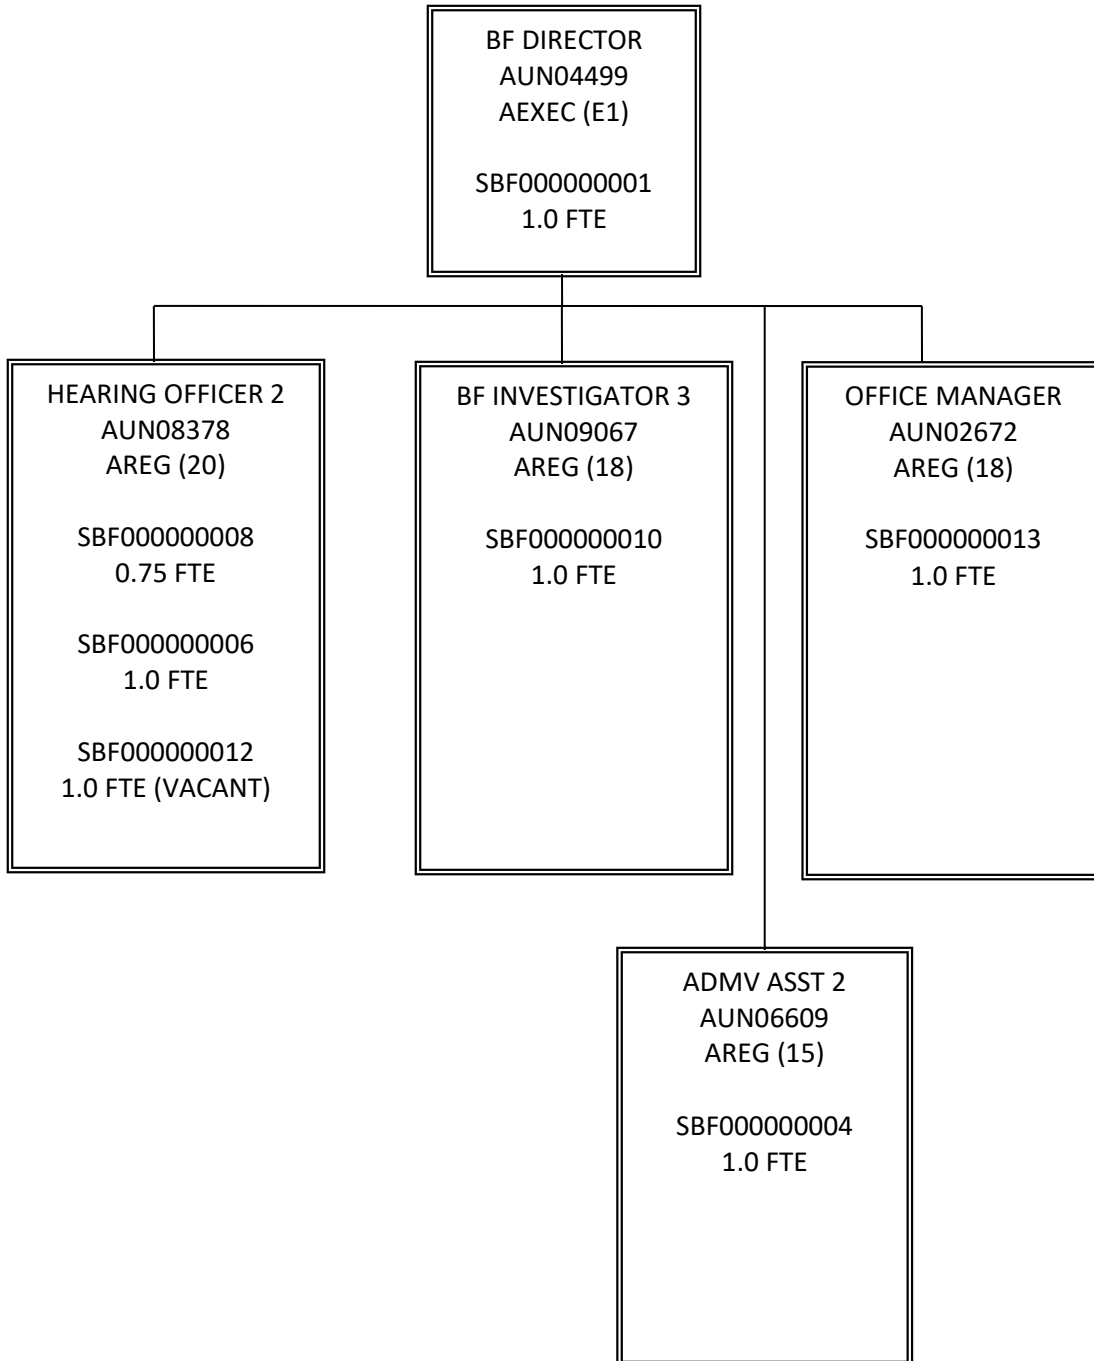 BF DIRECTOR
AUN04499
AEXEC (E1)
SBF000000001
1.0 FTE
HEARING OFFICER 2
AUN08378
AREG (20)
SBF000000008
0.75 FTE
SBF000000006
1.0 FTE
SBF000000012
1.0 FTE (VACANT)
BF INVESTIGATOR 3
AUN09067
AREG (18)
SBF000000010
1.0 FTE
OFFICE MANAGER
AUN02672
AREG (18)
SBF000000013
1.0 FTE
ADMV ASST 2
AUN06609
AREG (15)
SBF000000004
1.0 FTE